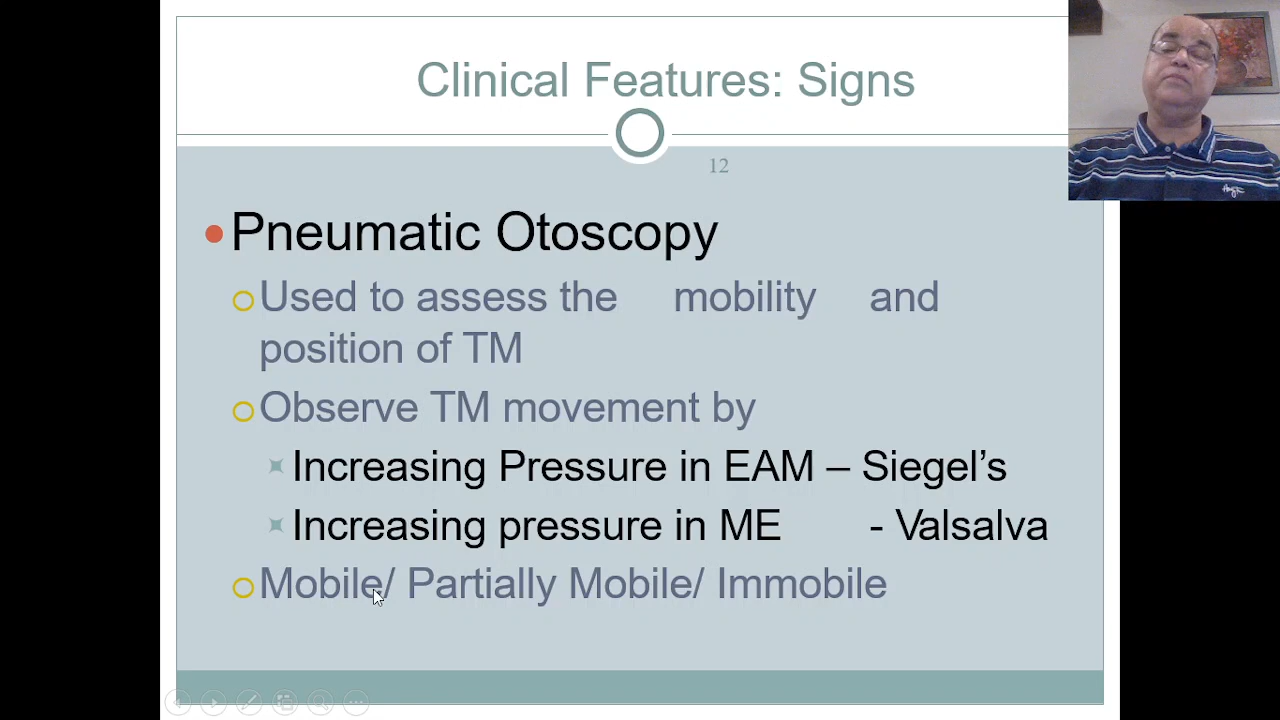 Clinical Features: Signs
12
Pneumatic Otoscopy
Used to assess the mobility and
position of TM
Observe TM movement by
Increasing Pressure in EAM – Siegel's
Increasing pressure in ME - Valsalva
Mobile/ Partially Mobile/ Immobile